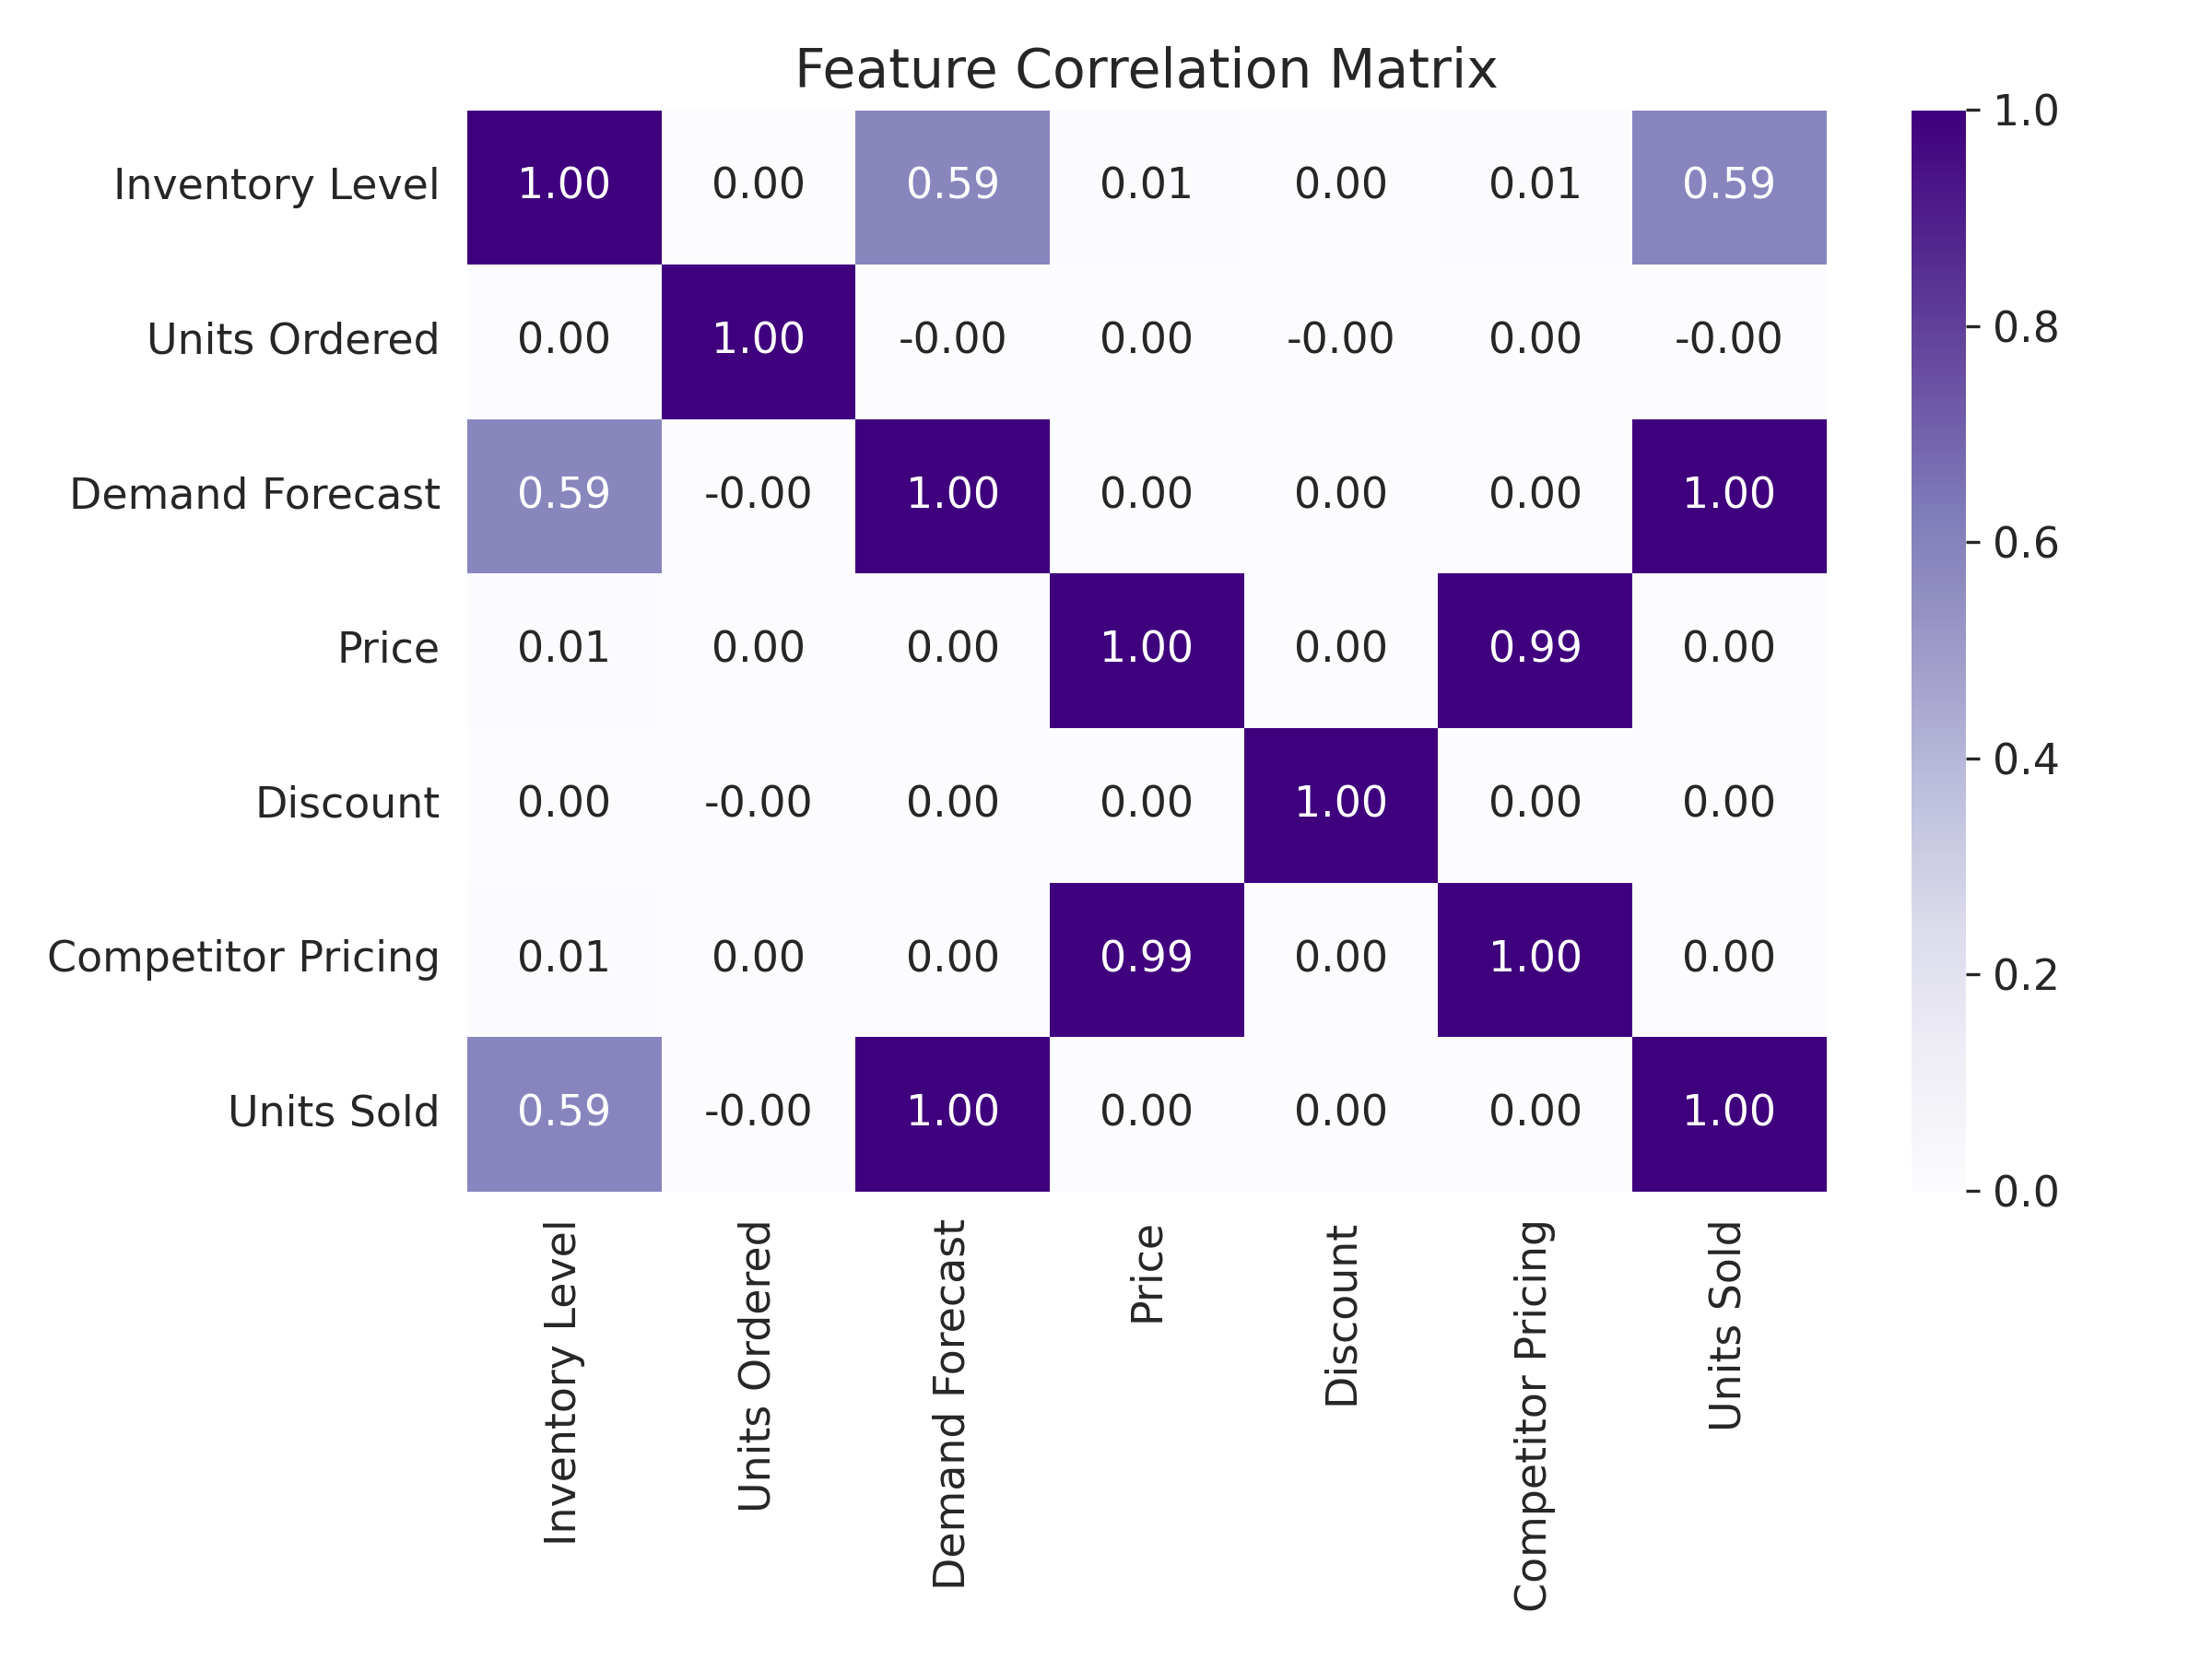 Feature Correlation Matrix
Inventory Level 1.00 0.00 0.59 0.01 0.00 0.01 0.59
Units Ordered 0.00 1.00 -0.00 0.00 -0.00 0.00 -0.00
Demand Forecast 0.59 -0.00 1.00 0.00 0.00 0.00 1.00
Price 0.01 0.00 0.00 1.00 0.00 0.99 0.00
Discount 0.00 -0.00 0.00 0.00 1.00 0.00 0.00
Competitor Pricing 0.01 0.00 0.00 0.99 0.00 1.00 0.00
Units Sold 0.59 -0.00 1.00 0.00 0.00 0.00 1.00
Inventory Level
Units Ordered
Demand Forecast
Price
Discount
Competitor Pricing
Units Sold
1.0
0.8
0.6
0.4
0.2
0.0